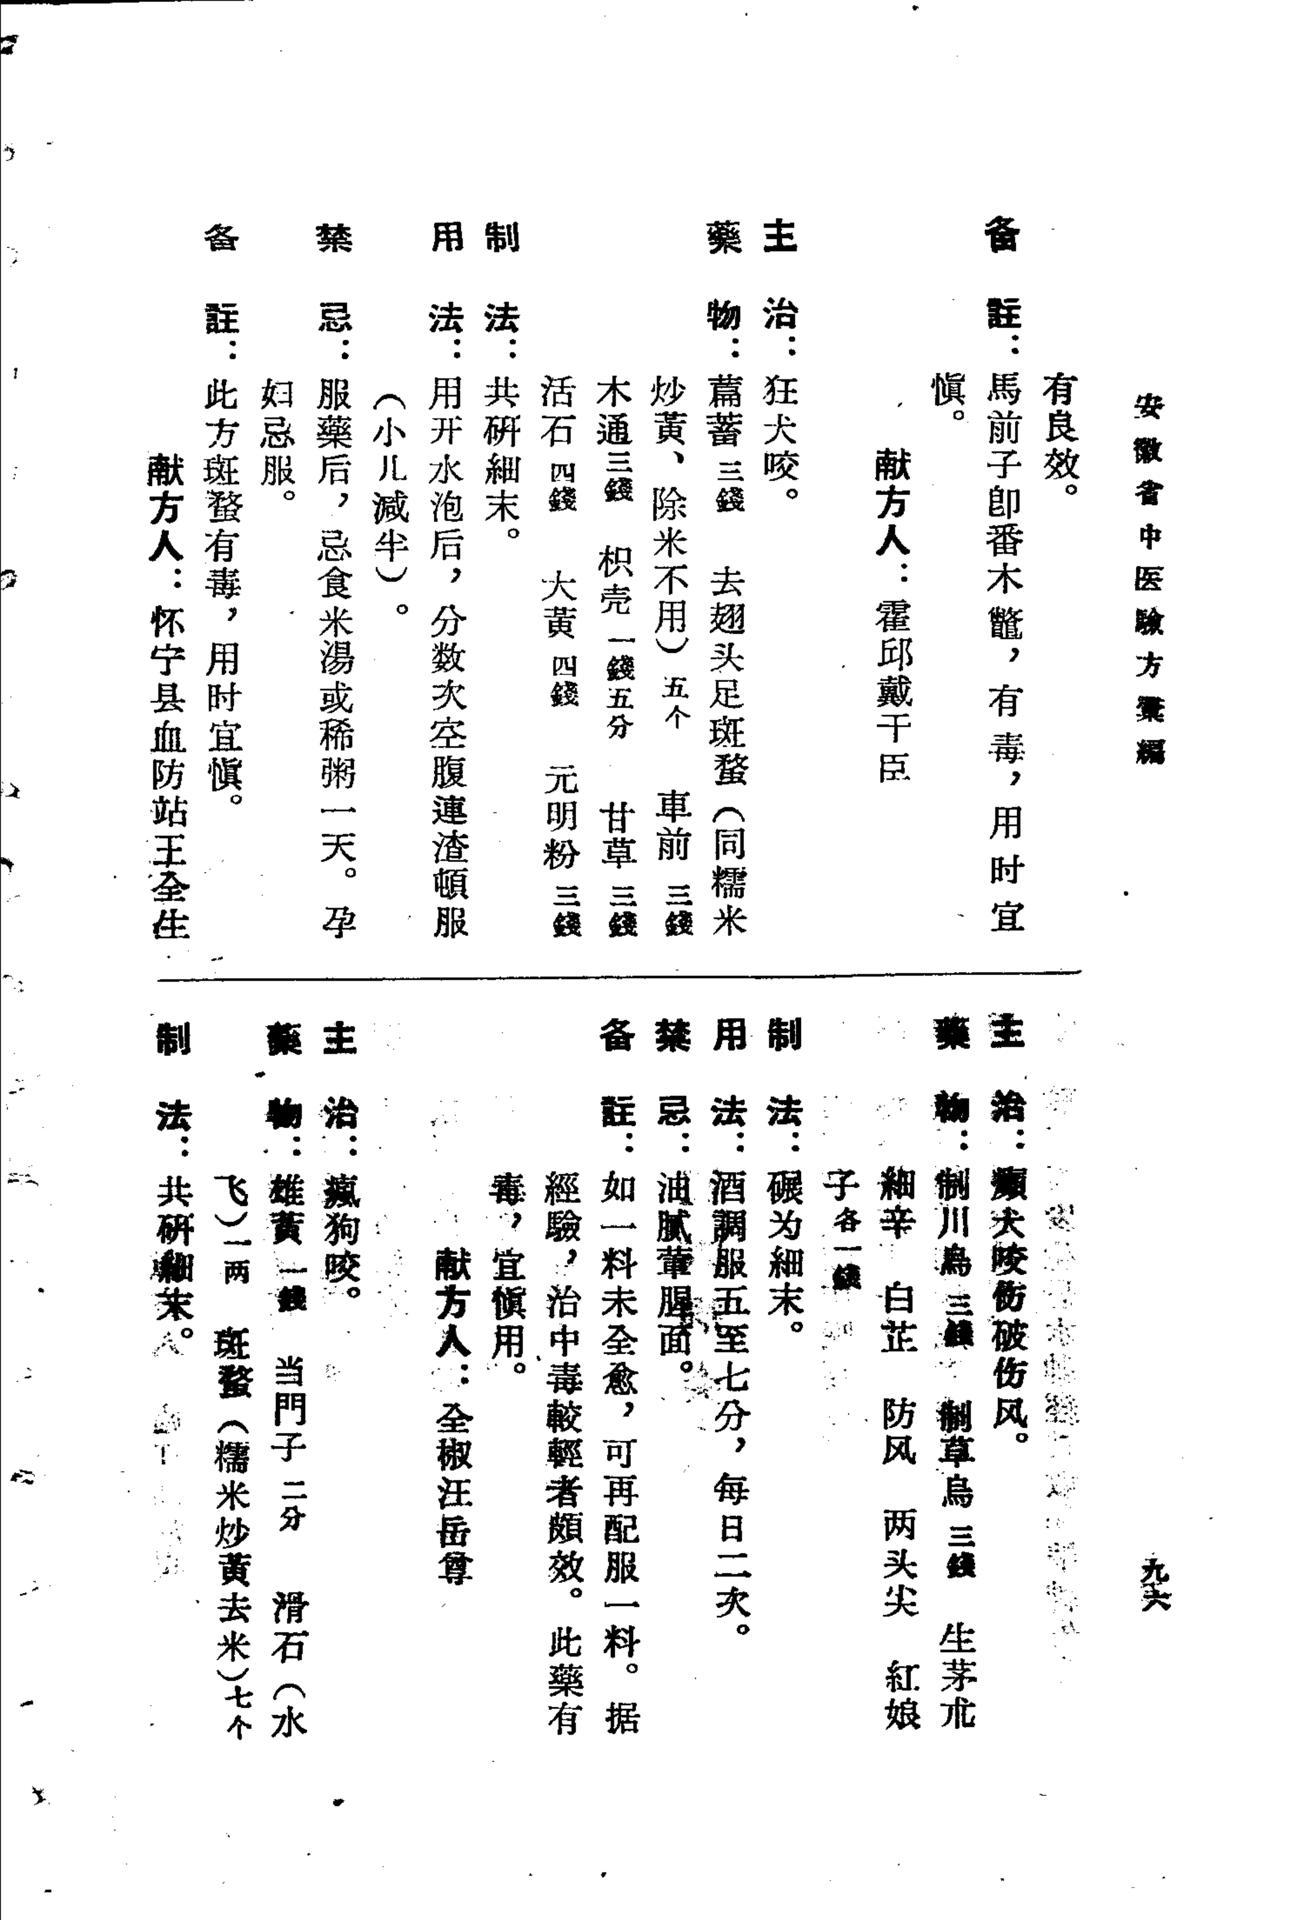 安徽省中医驗方彙編
九六
有良效。
备註：馬前子卽番木鼈，有毒，用时宜
愼。
献方人：霍邱戴干臣
主治：狂犬咬。
藥物：萹蓄三錢　去翅头足斑蝥（同糯米
炒黃、除米不用）五个　車前三錢
木通三錢　枳壳一錢五分　甘草三錢
活石四錢　大黃四錢　元明粉三錢
制法：共硏細末。
用法：用开水泡后，分数次空腹連渣頓服
（小儿減半）。
禁忌：服藥后，忌食米湯或稀粥一天。孕
妇忌服。
备註：此方斑蝥有毒，用时宜愼。
献方人：怀宁县血防站王全生
主治：癩犬咬伤破伤风。
藥物：制川烏三錢　制草烏三錢　生茅朮
細辛　白芷　防风　两头尖　紅娘
子各一錢
制法：碾为細末。
用法：酒調服五至七分，每日二次。
禁忌：油膩葷腥面。
备註：如一料未全愈，可再配服一料。据
經驗，治中毒較輕者頗效。此藥有
毒，宜愼用。
献方人：全椒汪岳尊
主治：瘋狗咬。
藥物：雄黃一錢　当門子二分　滑石（水
飞）一两　斑蝥（糯米炒黃去米）七个
制法：共硏細末。